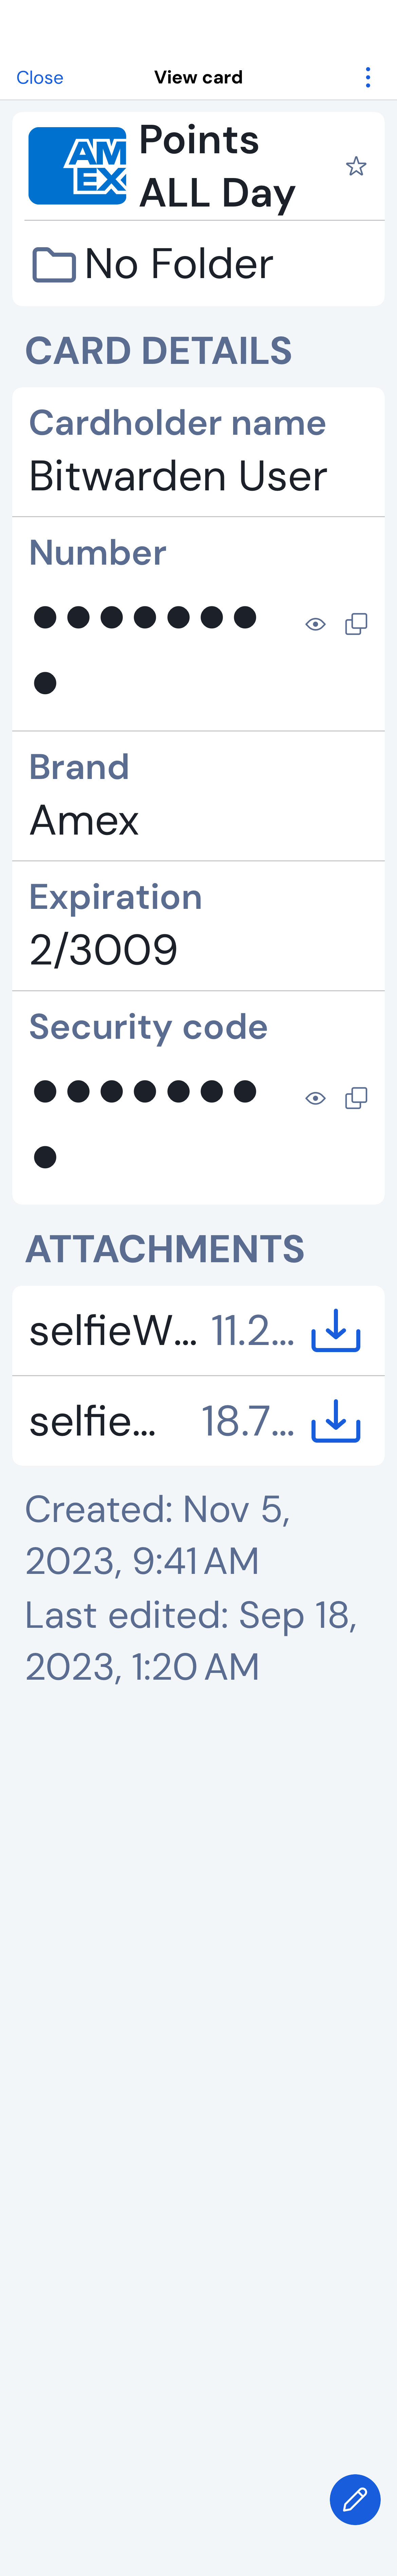 Close View card
AM
EX
Points
ALL Day
No Folder
CARD DETAILS
Cardholder name
Bitwarden User
Number
●●●●●●●
●
Brand
Amex
Expiration
2/3009
Security code
●●●●●●●
●
ATTACHMENTS
selfieW... 11.2...
selfie... 18.7...
Created: Nov 5,
2023, 9:41 AM
Last edited: Sep 18,
2023, 1:20 AM